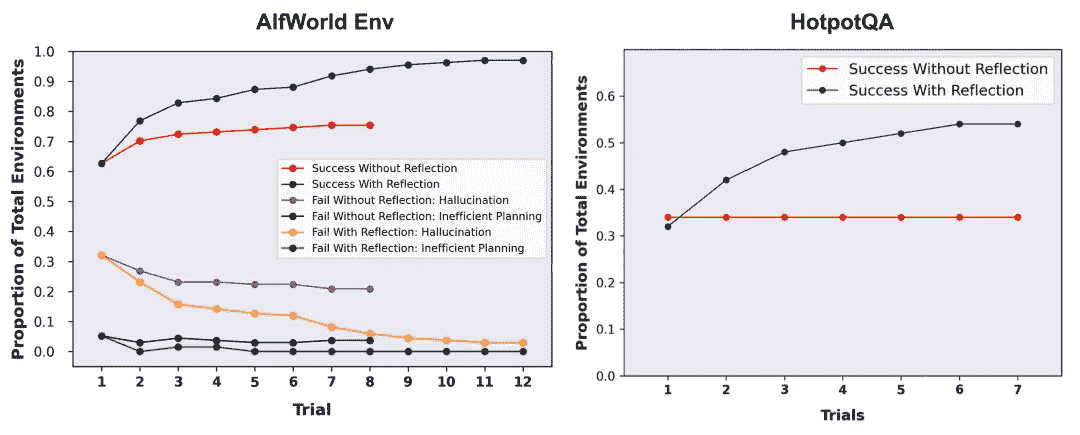 AlfWorld Env
Proportion of Total Environments
1.0
0.9
0.8
0.7
0.6
0.5
0.4
0.3
0.2
0.1
0.0
Success Without Reflection
Success With Reflection
Fail Without Reflection: Hallucination
Fail Without Reflection: Inefficient Planning
Fail With Reflection: Hallucination
Fail With Reflection: Inefficient Planning
1 2 3 4 5 6 7 8 9 10 11 12
Trial
HotpotQA
Proportion of Total Environments
0.6
0.5
0.4
0.3
0.2
0.1
0.0
Success Without Reflection
Success With Reflection
1 2 3 4 5 6 7
Trials